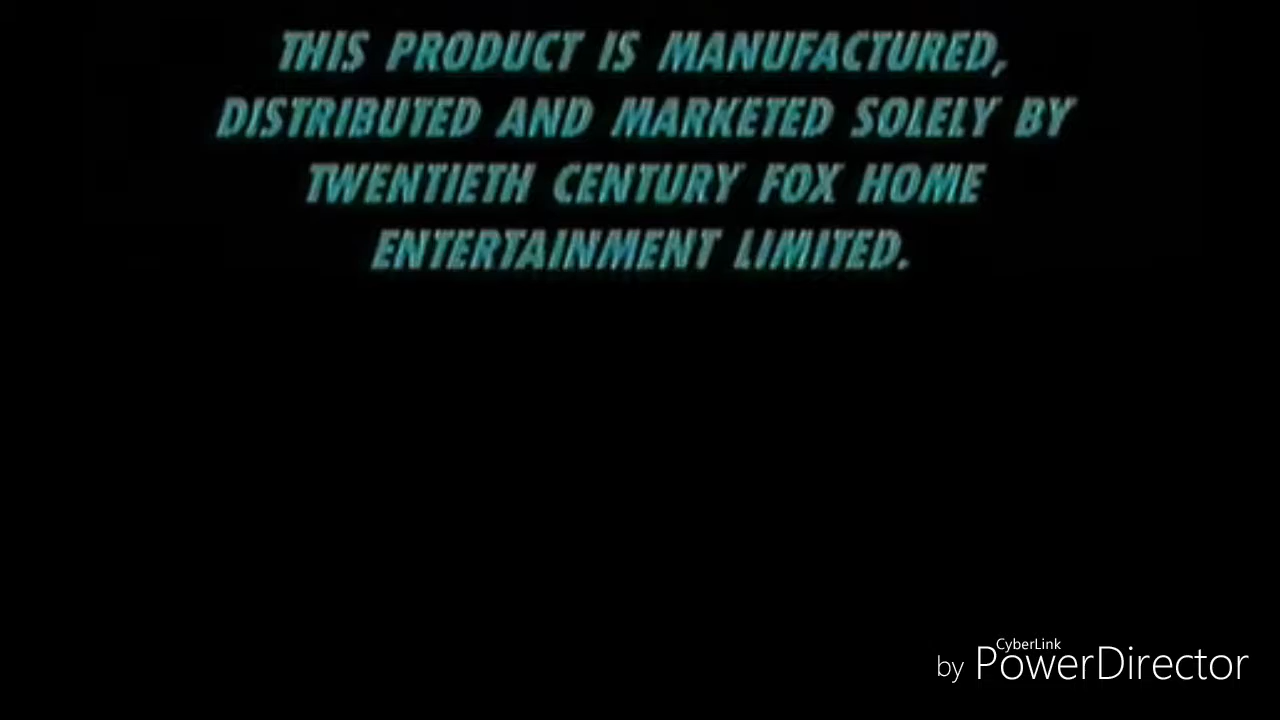 THIS PRODUCT IS MANUFACTURED,
DISTRIBUTED AND MARKETED SOLELY BY
TWENTIETH CENTURY FOX HOME
ENTERTAINMENT LIMITED.
CyberLink
by PowerDirector